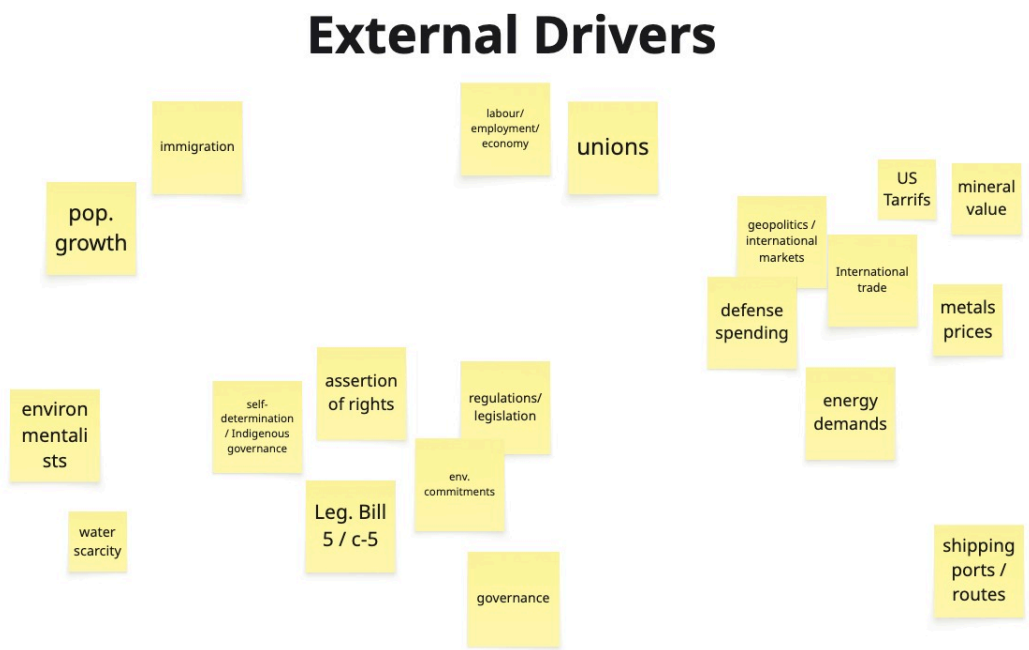 External Drivers
immigration
pop.
growth
labour/
employment/
economy
unions
US
Tarrifs
mineral
value
geopolitics /
international
markets
International
trade
defense
spending
metals
prices
energy
demands
environ
mentali
sts
water
scarcity
self-
determination
/ Indigenous
governance
assertion
of rights
Leg. Bill
5 / c-5
regulations/
legislation
env.
commitments
governance
shipping
ports /
routes